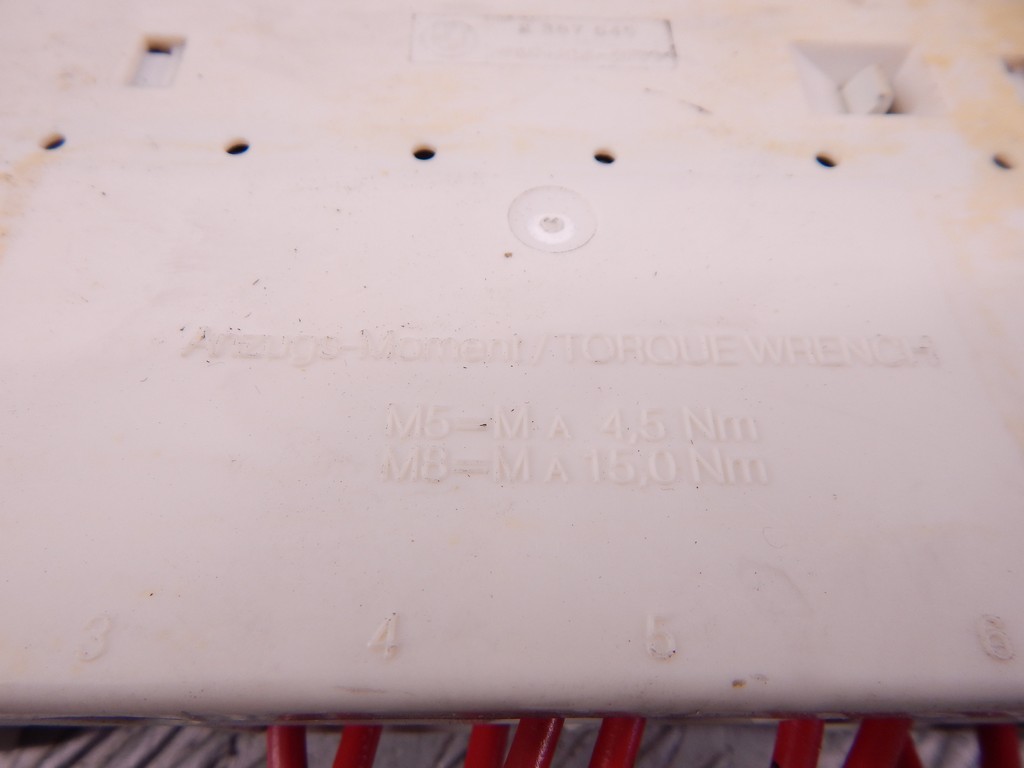 Anzugs-Moment/TORQUE WRENCH
M5-M A 4,5 Nm
M8-M A 15,0 Nm
3 4 5 6